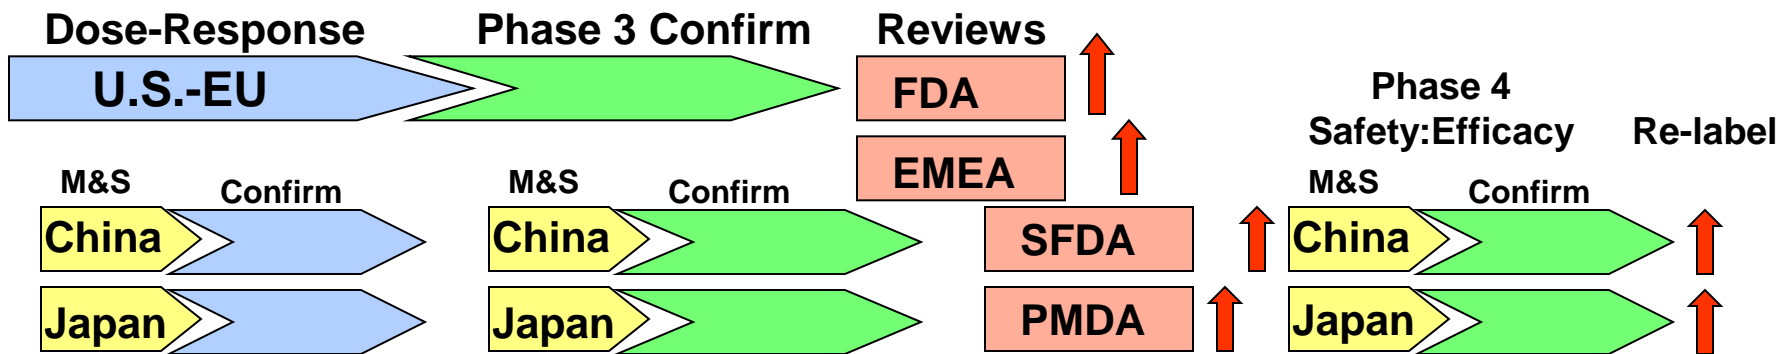 Dose-Response Phase 3 Confirm Reviews
U.S.-EU FDA
Phase 4
Safety:Efficacy Re-label
EMEA
M&S Confirm M&S Confirm M&S Confirm
China China SFDA China
Japan Japan PMDA Japan